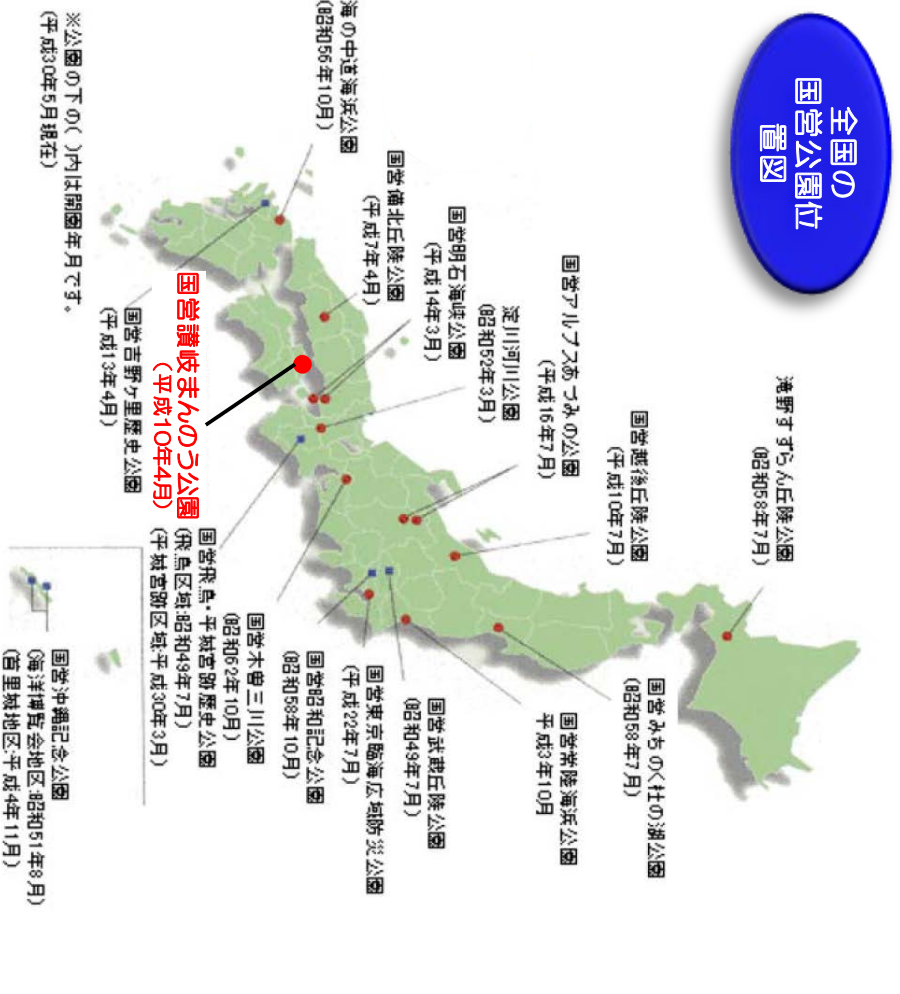 全国の
国営公園位
置図
滝野すずらん丘陵公園
(昭和58年7月)
国営越後丘陵公園
(平成10年7月)
国営アルプスあづみの公園
(平成16年7月)
淀川河川公園
(昭和52年3月)
国営明石海峡公園
(平成14年3月)
国営備北丘陵公園
(平成7年4月)
海の中道海浜公園
(昭和56年10月)
国営みちのく杜の湖公園
(昭和58年7月)
国営常陸海浜公園
平成3年10月
国営武蔵丘陵公園
(昭和49年7月)
国営東京臨海広域防災公園
(平成22年7月)
国営昭和記念公園
(昭和58年10月)
国営木曽三川公園
(昭和62年10月)
国営飛鳥・平城宮跡歴史公園
(飛鳥区域:昭和49年7月)
(平城宮跡区域:平成30年3月)
国営讃岐まんのう公園
(平成10年4月)
国営吉野ヶ里歴史公園
(平成13年4月)
国営沖縄記念公園
(海洋博覧会地区:昭和51年8月)
(首里城地区:平成4年11月)
※公園の下の( )内は開園年月です。
(平成30年5月現在)